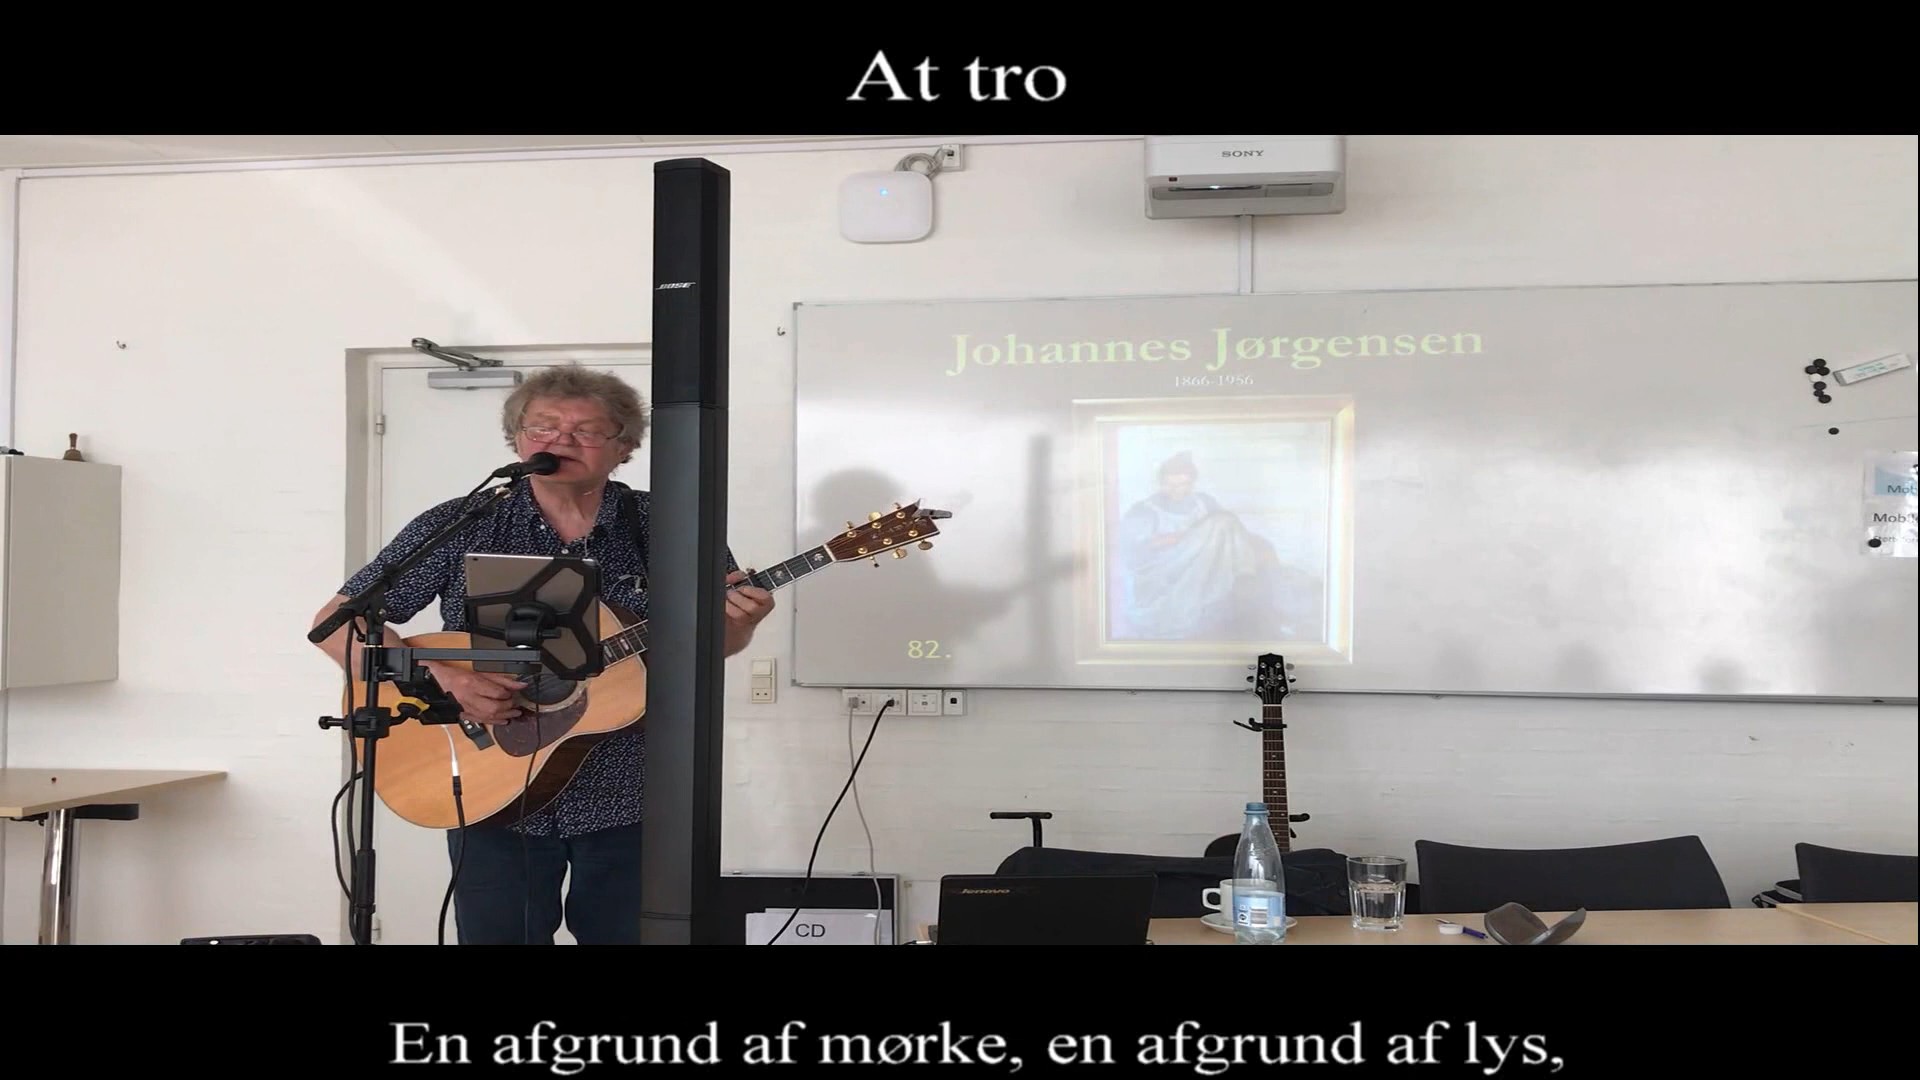 At tro
SONY
BOSE
Johannes Jørgensen
1866-1956
82.
Mob
lenovo
CD
En afgrund af mørke, en afgrund af lys,